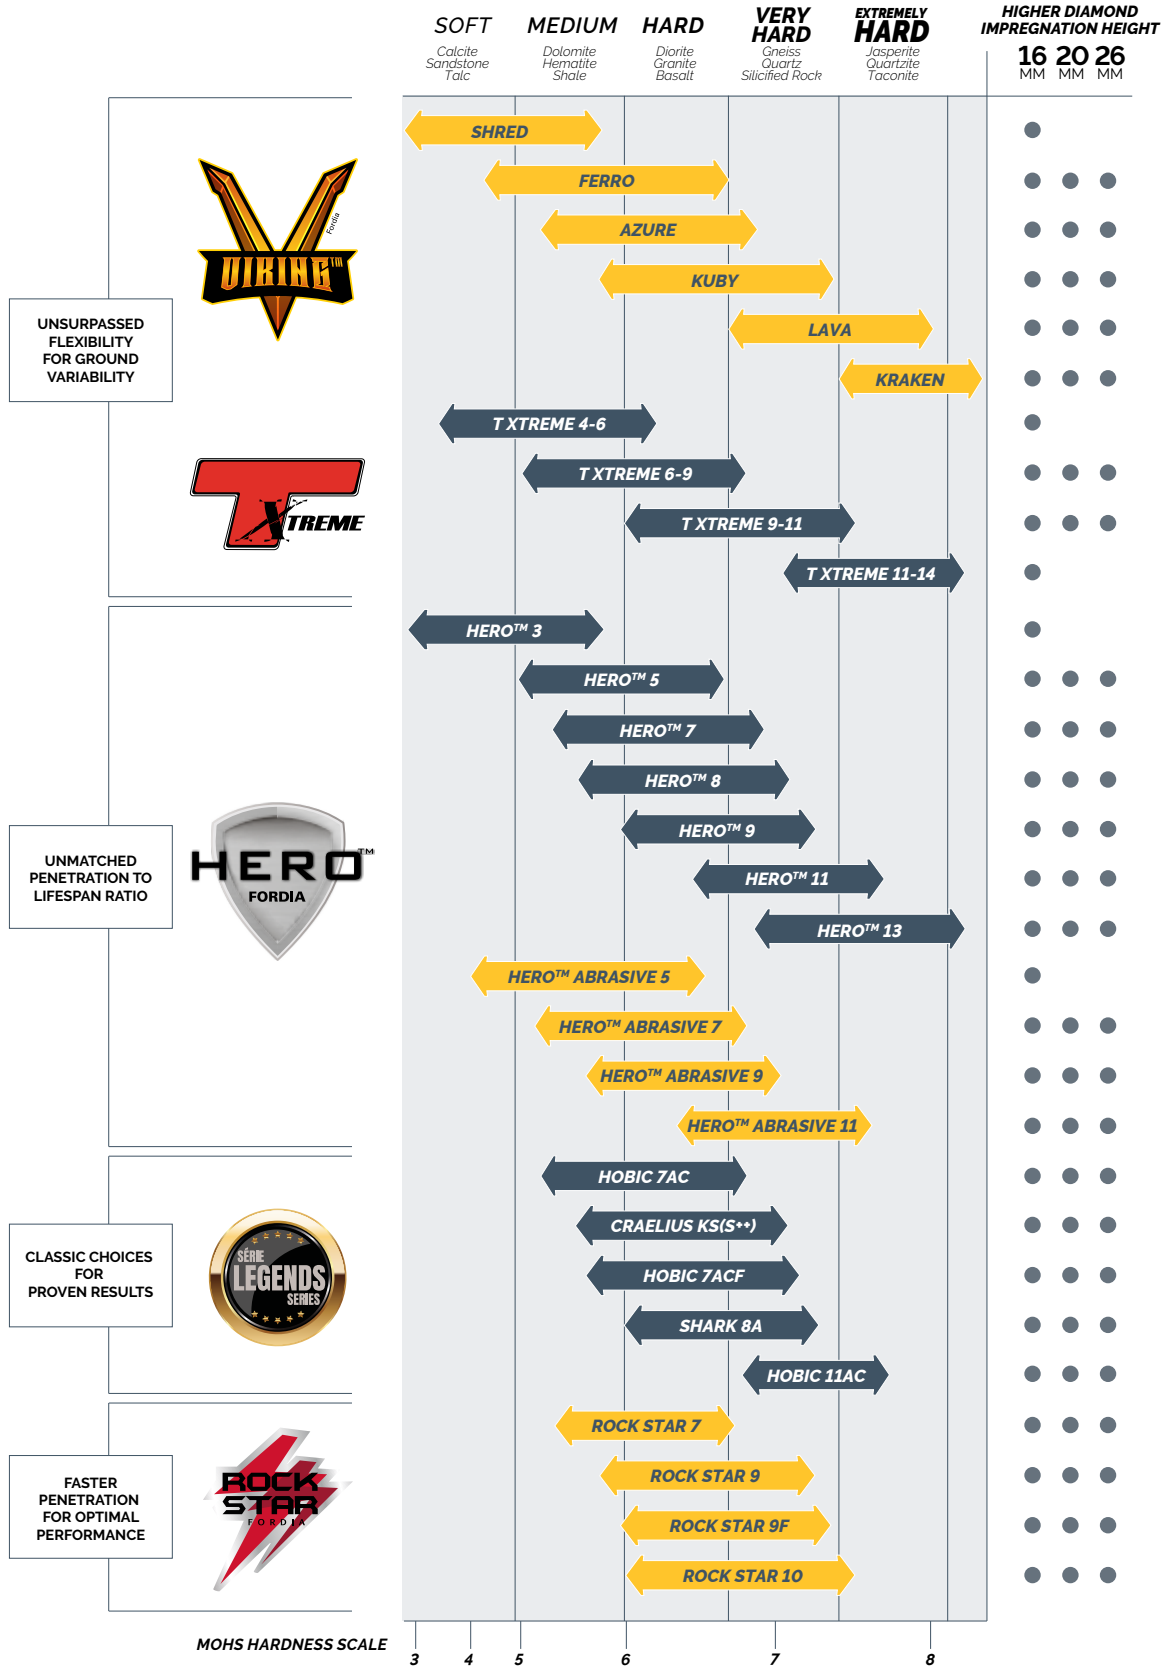 SOFT
Calcite
Sandstone
Talc
MEDIUM
Dolomite
Hematite
Shale
HARD
Diorite
Granite
Basalt
VERY
HARD
Gneiss
Quartz
Silicified Rock
EXTREMELY
HARD
Jasperite
Quartzite
Taconite
HIGHER DIAMOND
IMPREGNATION HEIGHT
16 20 26
MM MM MM
UNSURPASSED
FLEXIBILITY
FOR GROUND
VARIABILITY
Fordia
VIKING™
SHRED
FERRO
AZURE
KUBY
LAVA
KRAKEN
T XTREME
T XTREME 4-6
T XTREME 6-9
T XTREME 9-11
T XTREME 11-14
UNMATCHED
PENETRATION TO
LIFESPAN RATIO
HERO™
FORDIA
HERO™ 3
HERO™ 5
HERO™ 7
HERO™ 8
HERO™ 9
HERO™ 11
HERO™ 13
HERO™ ABRASIVE 5
HERO™ ABRASIVE 7
HERO™ ABRASIVE 9
HERO™ ABRASIVE 11
CLASSIC CHOICES
FOR
PROVEN RESULTS
SÉRIE
LEGENDS
SERIES
HOBIC 7AC
CRAELIUS KS(S++)
HOBIC 7ACF
SHARK 8A
HOBIC 11AC
FASTER
PENETRATION
FOR OPTIMAL
PERFORMANCE
ROCK
STAR
FORDIA
ROCK STAR 7
ROCK STAR 9
ROCK STAR 9F
ROCK STAR 10
MOHS HARDNESS SCALE
3 4 5 6 7 8